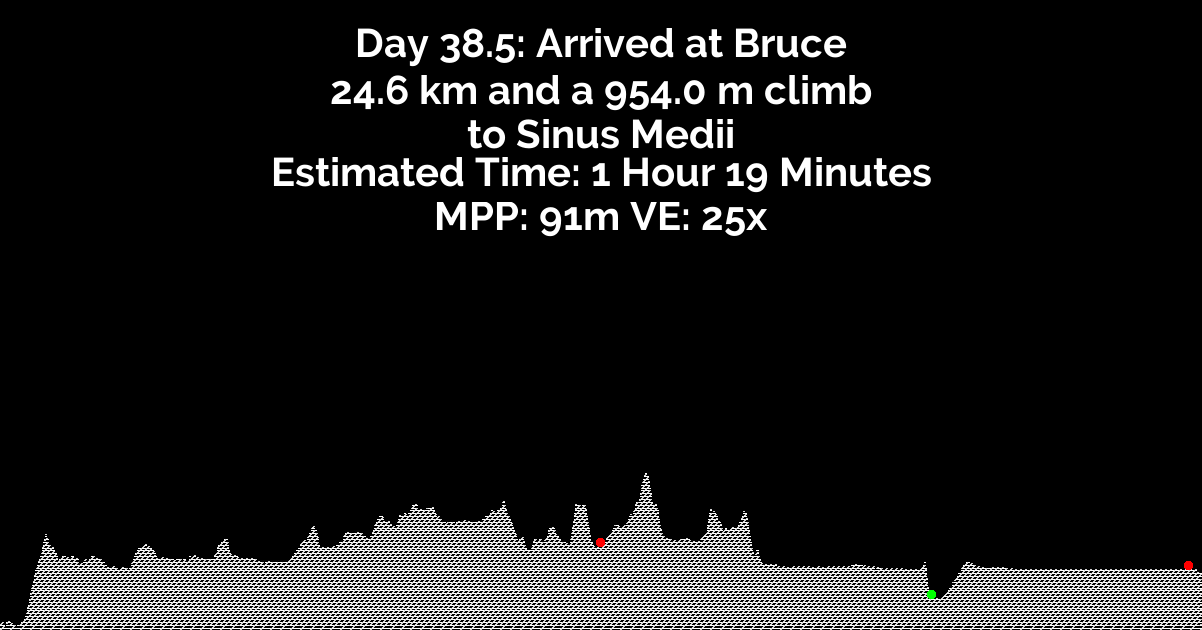 Day 38.5: Arrived at Bruce
24.6 km and a 954.0 m climb
to Sinus Medii
Estimated Time: 1 Hour 19 Minutes
MPP: 91m VE: 25x